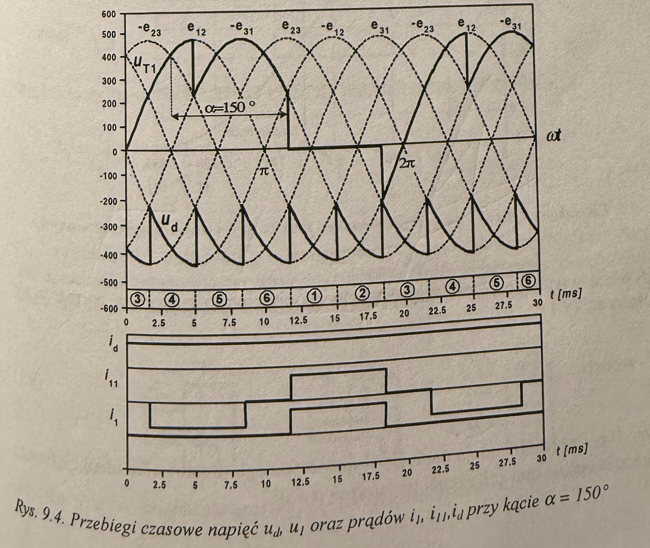 600
500
400
300
200
100
0
-100
-200
-300
-400
-500
-600
-e23 e12 -e31 e23 -e12 e31 -e23 e12 -e31
uT1
α=150 °
π
2π
ωt
ud
③ ④ ⑤ ⑥ ① ② ③ ④ ⑤ ⑥
0 2.5 5 7.5 10 12.5 15 17.5 20 22.5 25 27.5 30
t [ms]
id
i11
i1
0 2.5 5 7.5 10 12.5 15 17.5 20 22.5 25 27.5 30
t [ms]
Rys. 9.4. Przebiegi czasowe napięć ud, u1 oraz prądów i1, i11,id przy kącie α = 150°